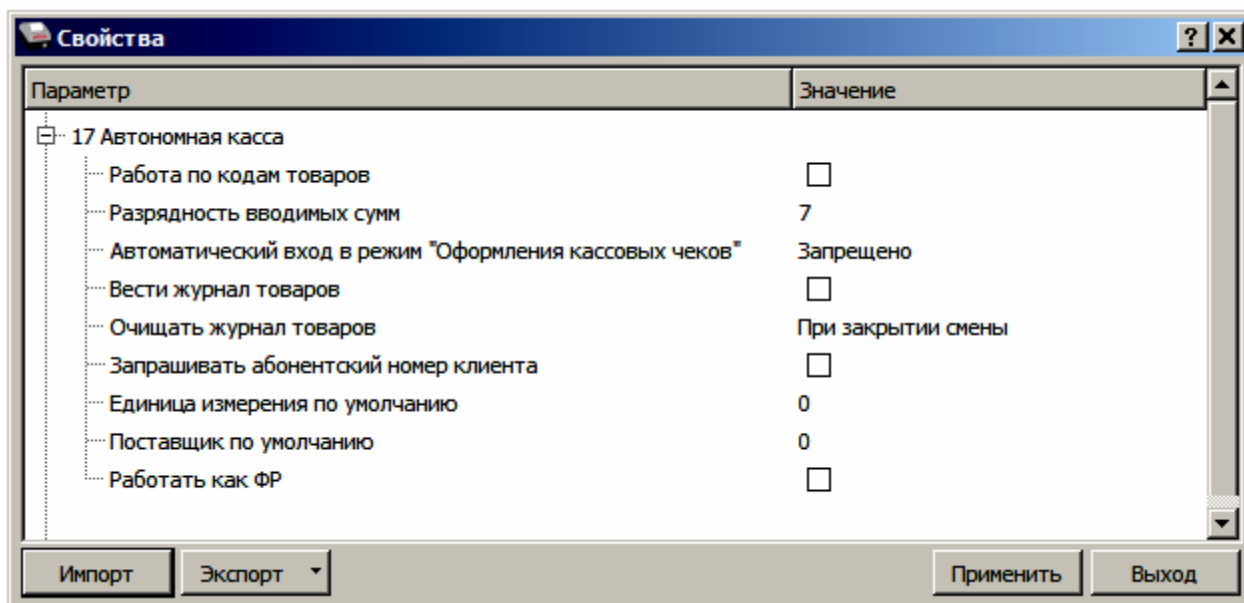 Свойства
Параметр Значение
17 Автономная касса
Работа по кодам товаров
Разрядность вводимых сумм 7
Автоматический вход в режим "Оформления кассовых чеков" Запрещено
Вести журнал товаров
Очищать журнал товаров При закрытии смены
Запрашивать абонентский номер клиента
Единица измерения по умолчанию 0
Поставщик по умолчанию 0
Работать как ФР
Импорт Экспорт Применить Выход